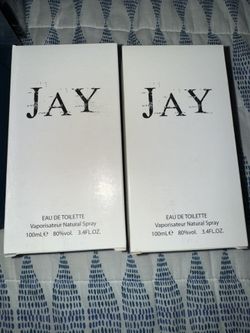 JAY
EAU DE TOILETTE
Vaporisateur Natural Spray
100mL℮ 80%vol. 3.4FL.OZ.
JAY
EAU DE TOILETTE
Vaporisateur Natural Spray
100mL℮ 80%vol. 3.4FL.OZ.